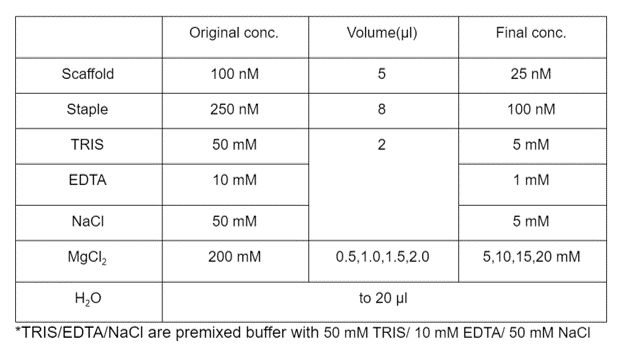 Original conc. Volume(μl) Final conc.
Scaffold 100 nM 5 25 nM
Staple 250 nM 8 100 nM
TRIS 50 mM 2 5 mM
EDTA 10 mM 1 mM
NaCl 50 mM 5 mM
MgCl₂ 200 mM 0.5,1.0,1.5,2.0 5,10,15,20 mM
H₂O to 20 μl
*TRIS/EDTA/NaCl are premixed buffer with 50 mM TRIS/ 10 mM EDTA/ 50 mM NaCl